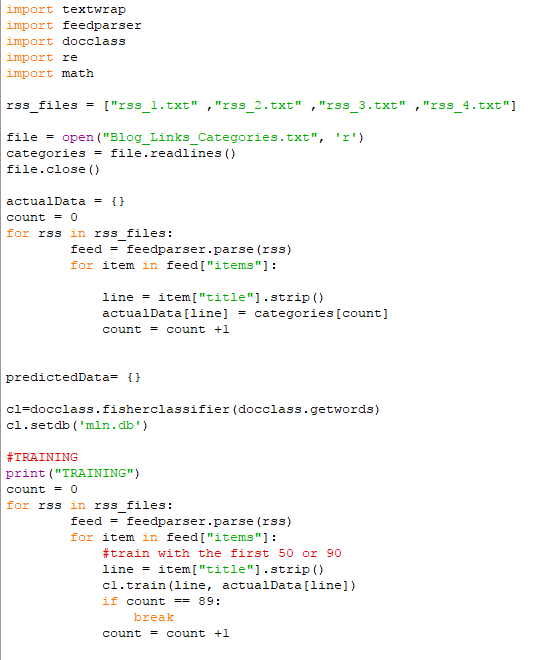 import textwrap
import feedparser
import docclass
import re
import math
rss_files = ["rss_1.txt" ,"rss_2.txt" ,"rss_3.txt" ,"rss_4.txt"]
file = open("Blog_Links_Categories.txt", 'r')
categories = file.readlines()
file.close()
actualData = {}
count = 0
for rss in rss_files:
        feed = feedparser.parse(rss)
        for item in feed["items"]:
            line = item["title"].strip()
            actualData[line] = categories[count]
            count = count +1
predictedData= {}
cl=docclass.fisherclassifier(docclass.getwords)
cl.setdb('mln.db')
#TRAINING
print("TRAINING")
count = 0
for rss in rss_files:
        feed = feedparser.parse(rss)
        for item in feed["items"]:
            #train with the first 50 or 90
            line = item["title"].strip()
            cl.train(line, actualData[line])
            if count == 89:
                break
            count = count +1